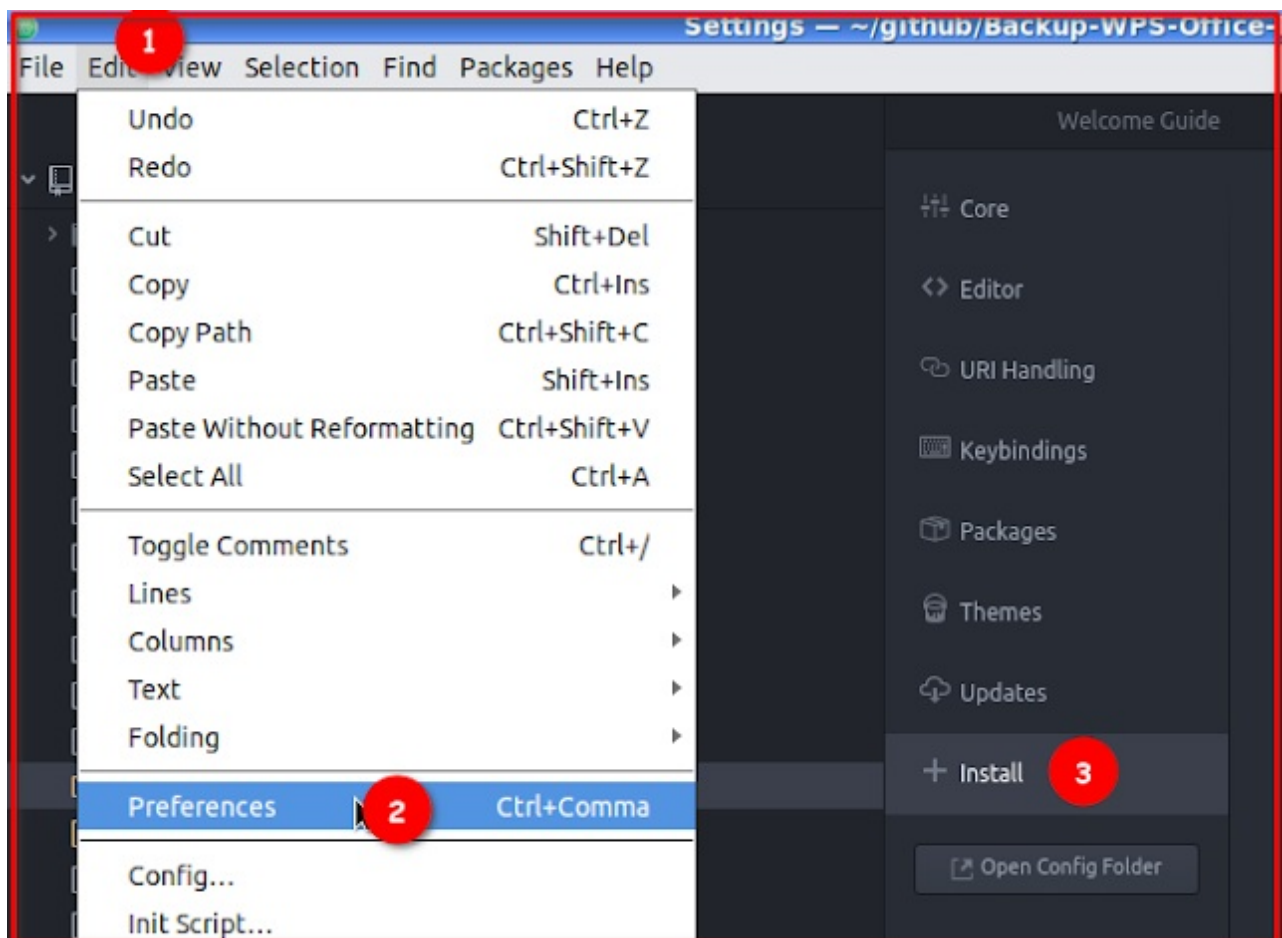 Settings — ~/github/Backup-WPS-Office-
1
File Edit View Selection Find Packages Help
Undo Ctrl+Z
Redo Ctrl+Shift+Z
Cut Shift+Del
Copy Ctrl+Ins
Copy Path Ctrl+Shift+C
Paste Shift+Ins
Paste Without Reformatting Ctrl+Shift+V
Select All Ctrl+A
Toggle Comments Ctrl+/
Lines
Columns
Text
Folding
Preferences 2 Ctrl+Comma
Config...
Init Script...
Welcome Guide
Core
Editor
URI Handling
Keybindings
Packages
Themes
Updates
Install 3
Open Config Folder